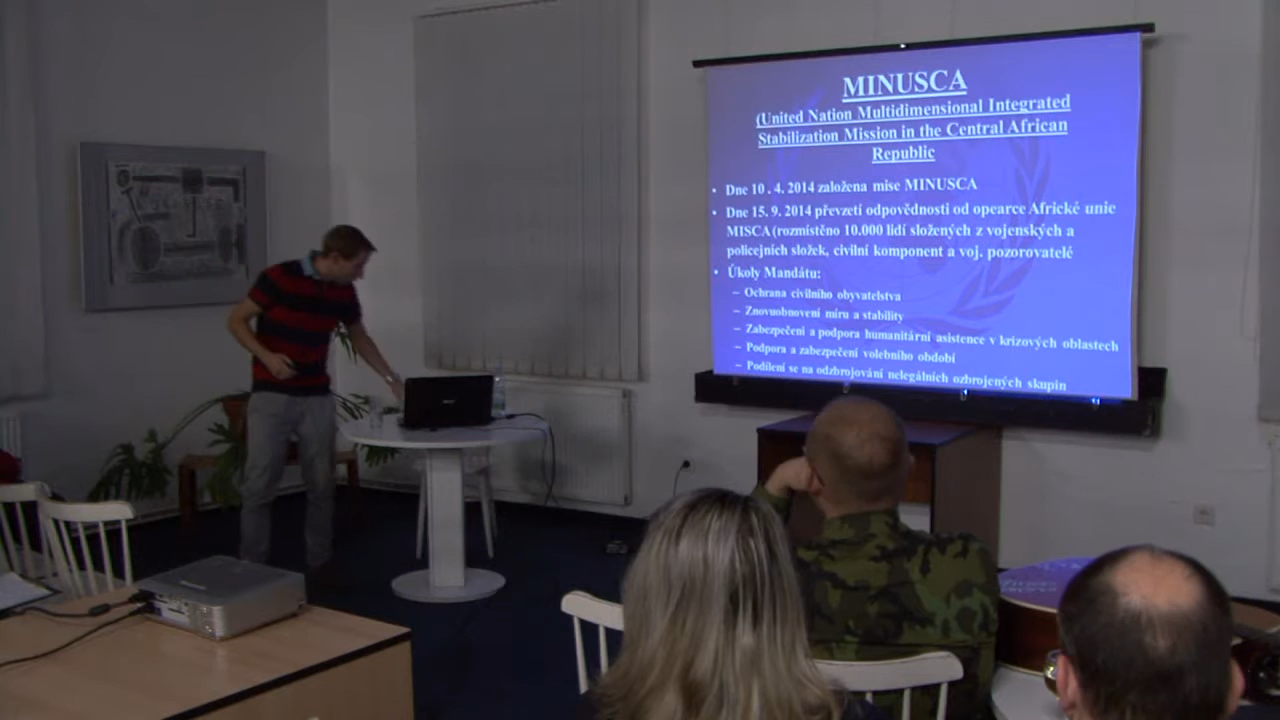 MINUSCA
(United Nation Multidimensional Integrated
Stabilization Mission in the Central African
Republic
• Dne 10 . 4. 2014 založena mise MINUSCA
• Dne 15. 9. 2014 převzetí odpovědnosti od opearce Africké unie
MISCA(rozmístěno 10.000 lidí složených z vojenských a
policejních složek, civilní komponent a voj. pozorovatelé
• Úkoly Mandátu:
– Ochrana civilního obyvatelstva
– Znovuobnovení míru a stability
– Zabezpečení a podpora humanitární asistence v krizových oblastech
– Podpora a zabezpečení volebního období
– Podílení se na odzbrojování nelegálních ozbrojených skupin